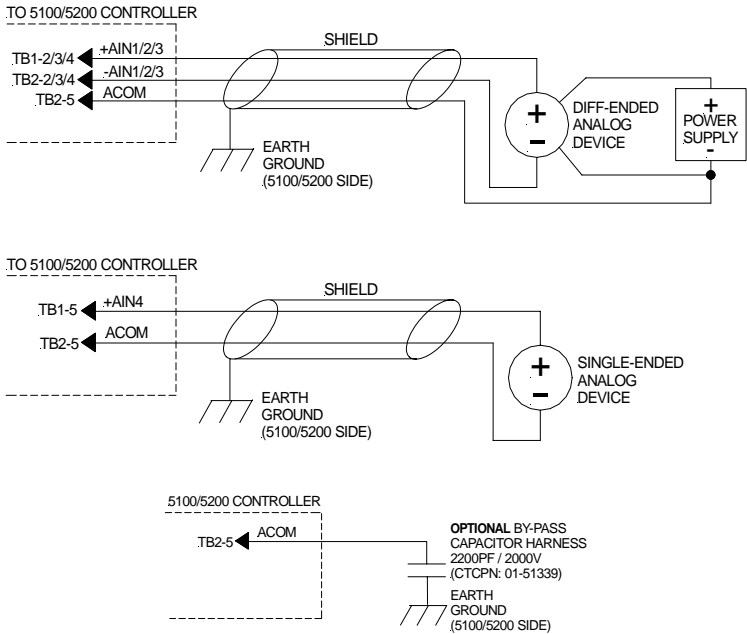 TO 5100/5200 CONTROLLER
SHIELD
TB1-2/3/4 +AIN1/2/3
TB2-2/3/4 -AIN1/2/3
TB2-5 ACOM
+
-
DIFF-ENDED
ANALOG
DEVICE
+
POWER
SUPPLY
-
EARTH
GROUND
(5100/5200 SIDE)
TO 5100/5200 CONTROLLER
SHIELD
TB1-5 +AIN4
TB2-5 ACOM
+
-
SINGLE-ENDED
ANALOG
DEVICE
EARTH
GROUND
(5100/5200 SIDE)
5100/5200 CONTROLLER
TB2-5 ACOM
OPTIONAL BY-PASS
CAPACITOR HARNESS
2200PF / 2000V
(CTCPN: 01-51339)
EARTH
GROUND
(5100/5200 SIDE)